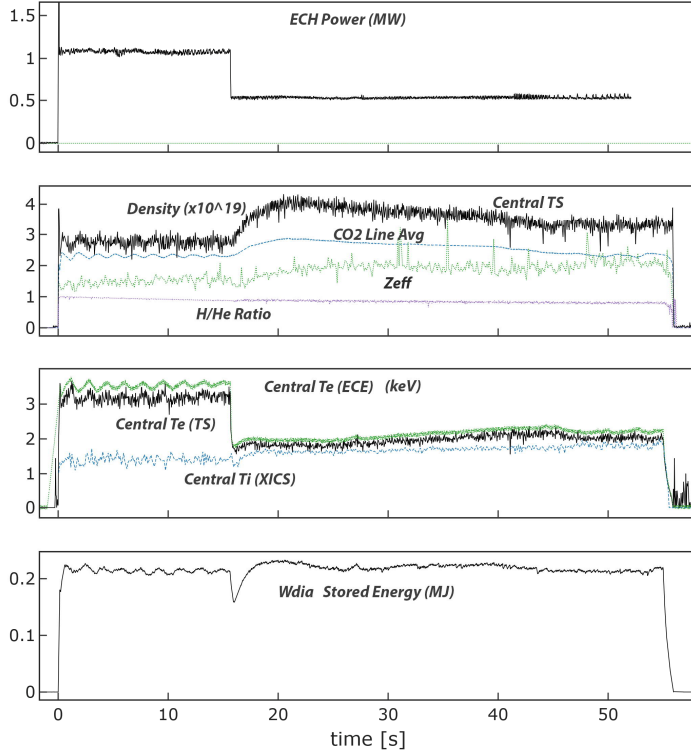 1.5
ECH Power (MW)
1
0.5
0
4
Density (x10^19)
Central TS
3
CO2 Line Avg
2
Zeff
1
H/He Ratio
0
3
Central Te (ECE) (keV)
Central Te (TS)
2
1
Central Ti (XICS)
0
0.2
Wdia Stored Energy (MJ)
0.1
0
0 10 20 30 40 50
time [s]